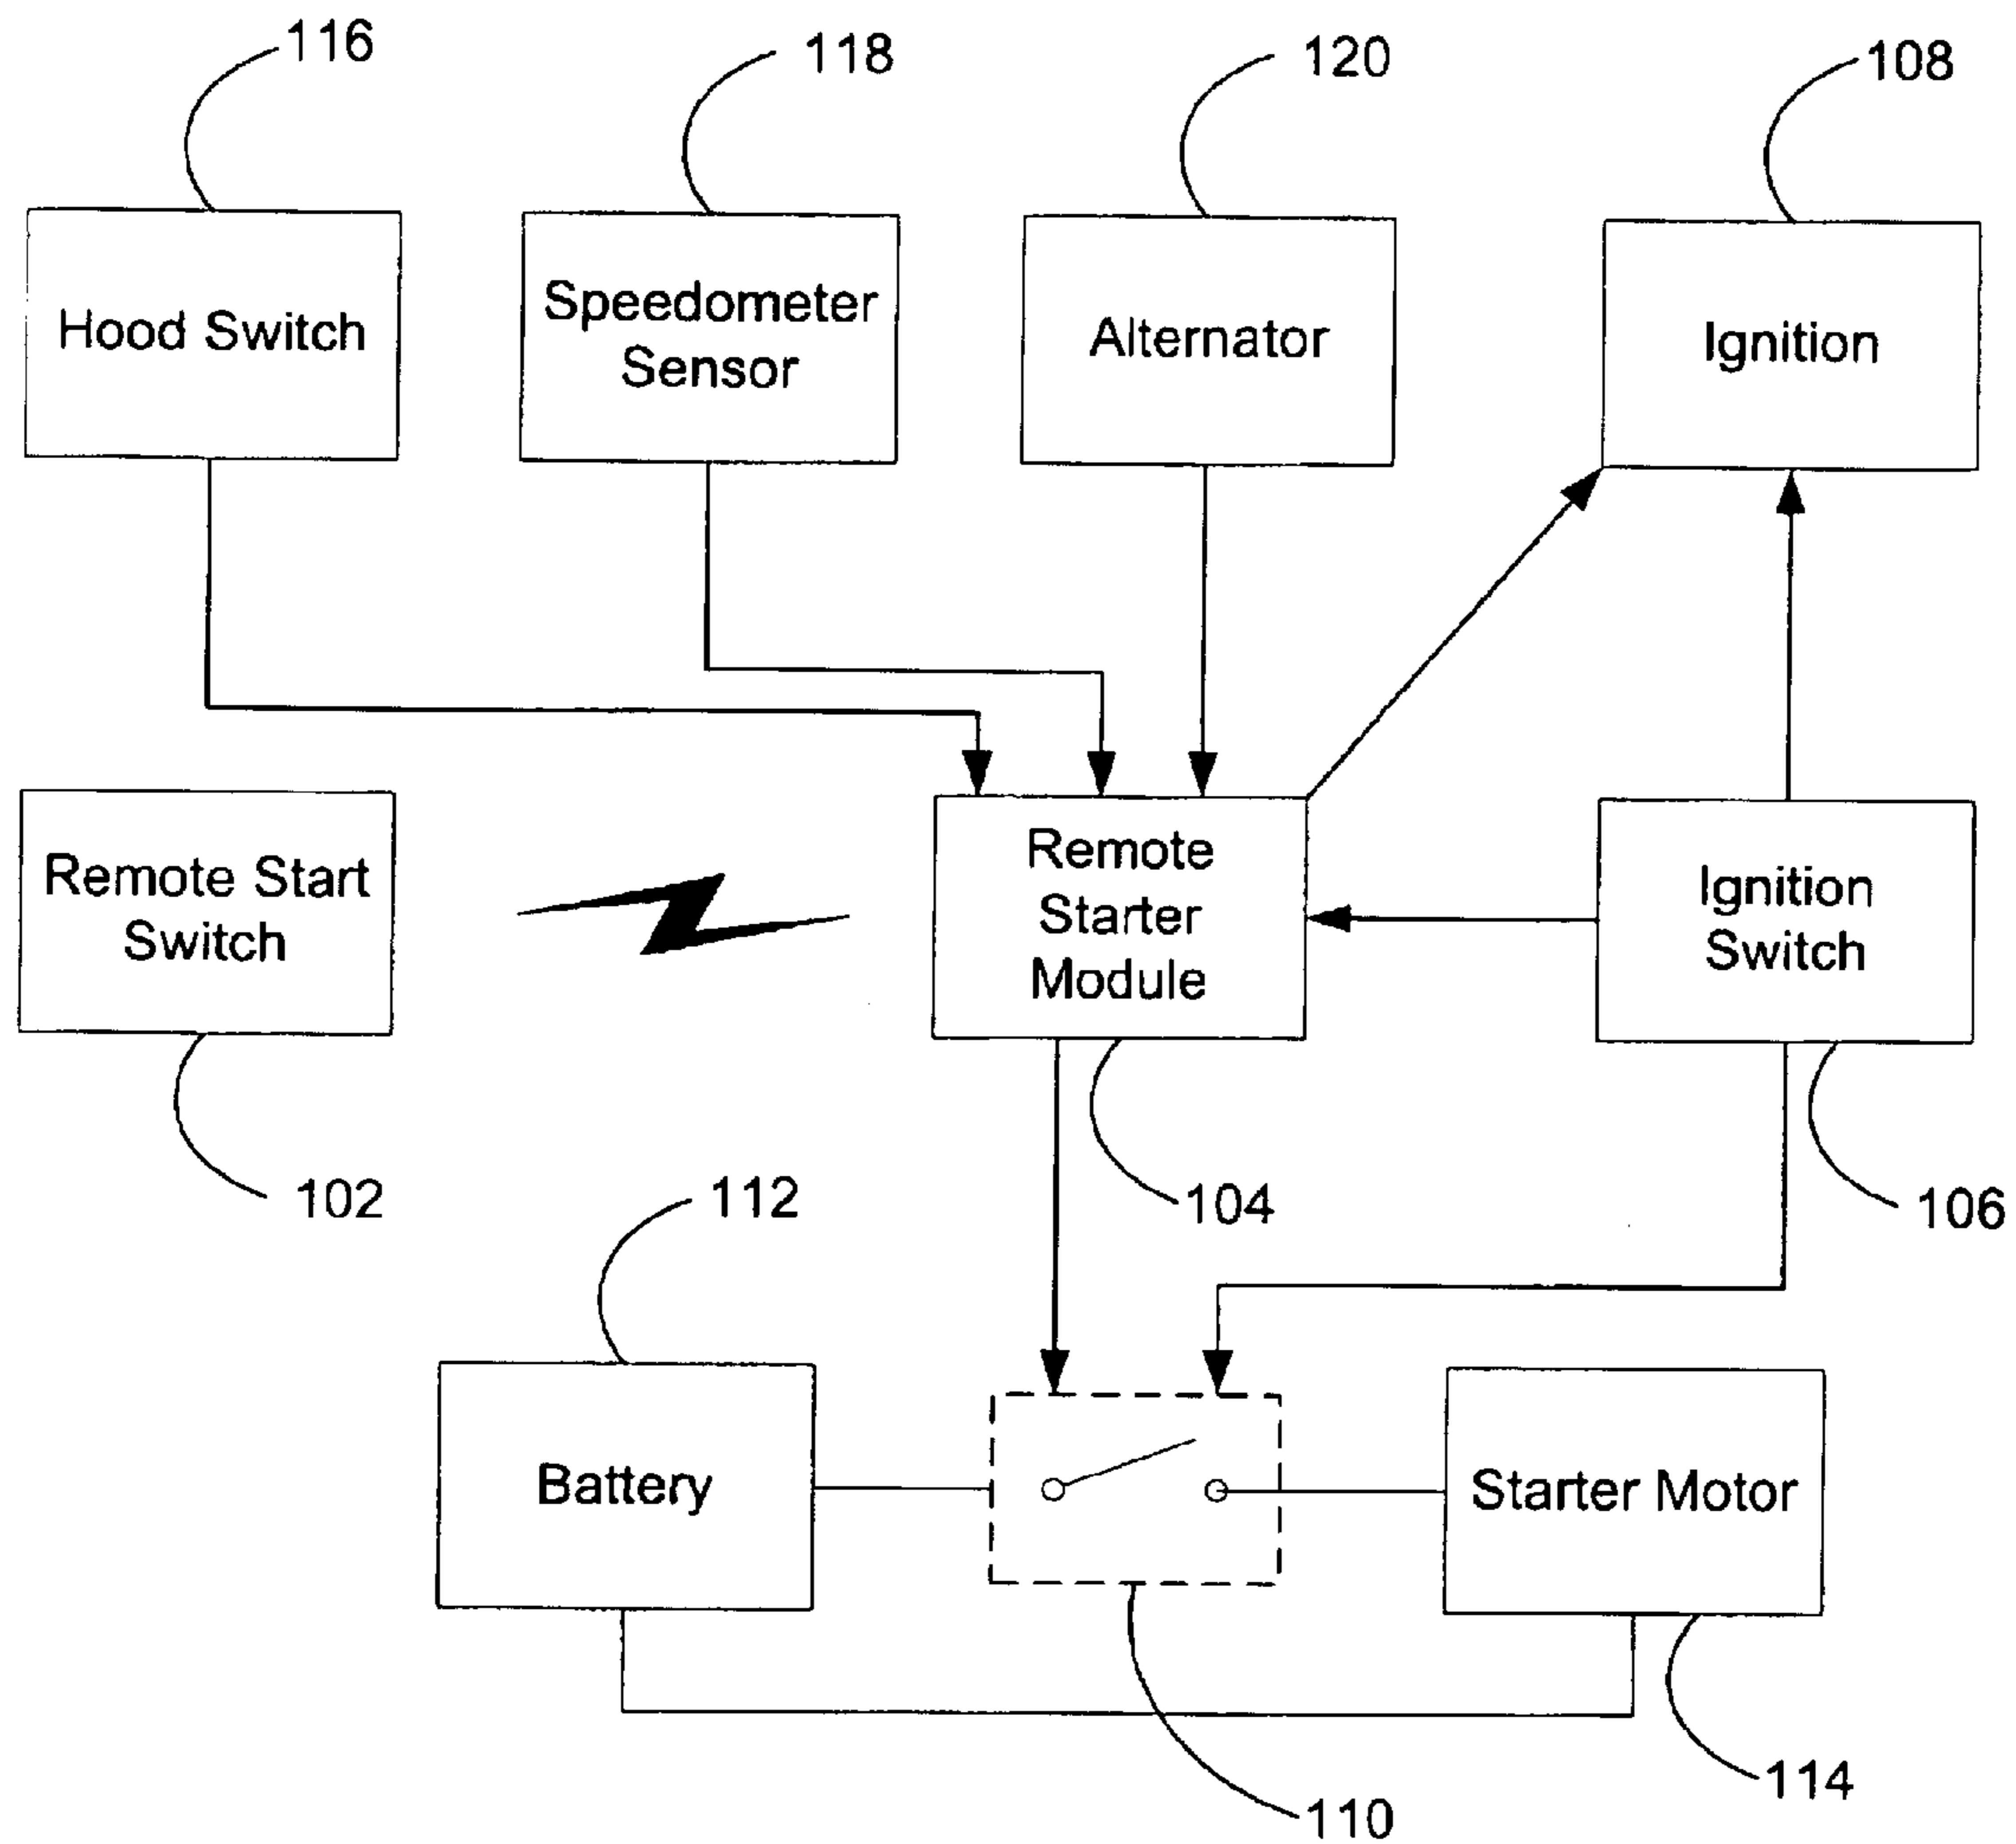 116
118
120
108
Hood Switch
Speedometer
Sensor
Alternator
Ignition
Remote Start
Switch
Remote
Starter
Module
Ignition
Switch
102
112
104
106
Battery
Starter Motor
114
110